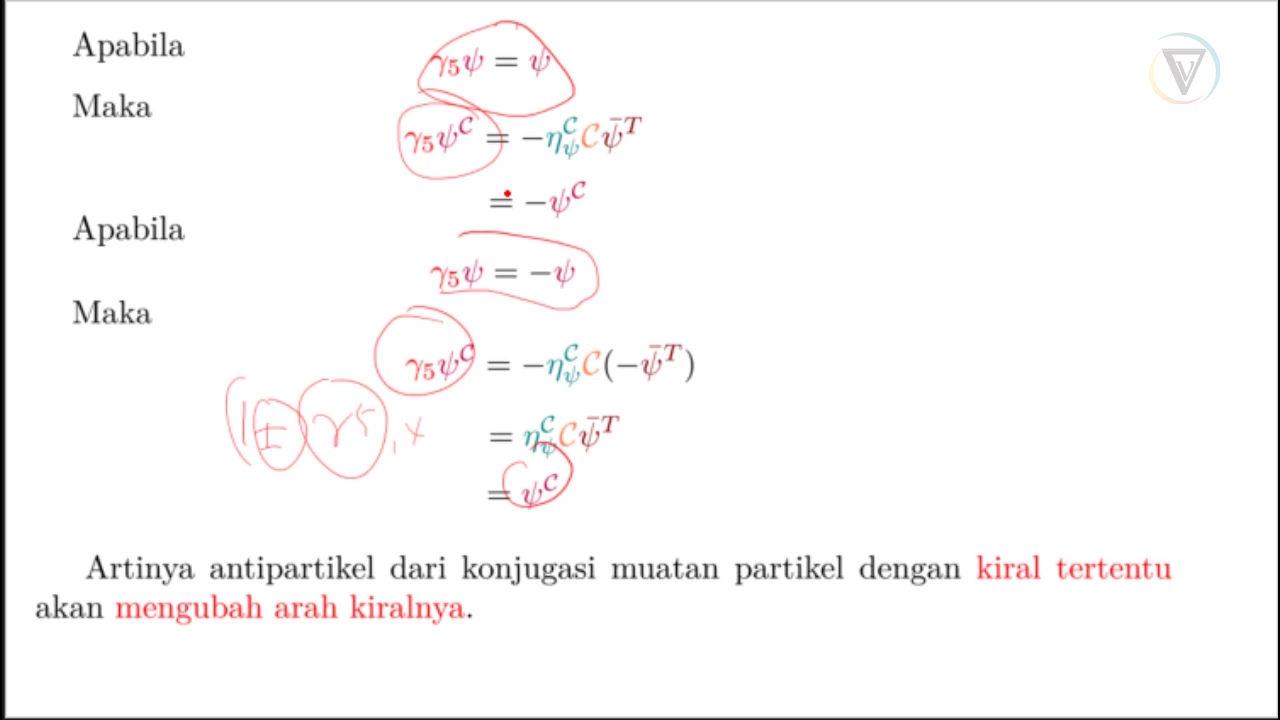 Apabila
γ₅ψ = ψ
Maka
γ₅ψ^C = −η_ψ^C C ψ̄^T
= −ψ^C
Apabila
γ₅ψ = −ψ
Maka
γ₅ψ^C = −η_ψ^C C(−ψ̄^T)
= η_ψ^C C ψ̄^T
= ψ^C
Artinya antipartikel dari konjugasi muatan partikel dengan kiral tertentu
akan mengubah arah kiralnya.